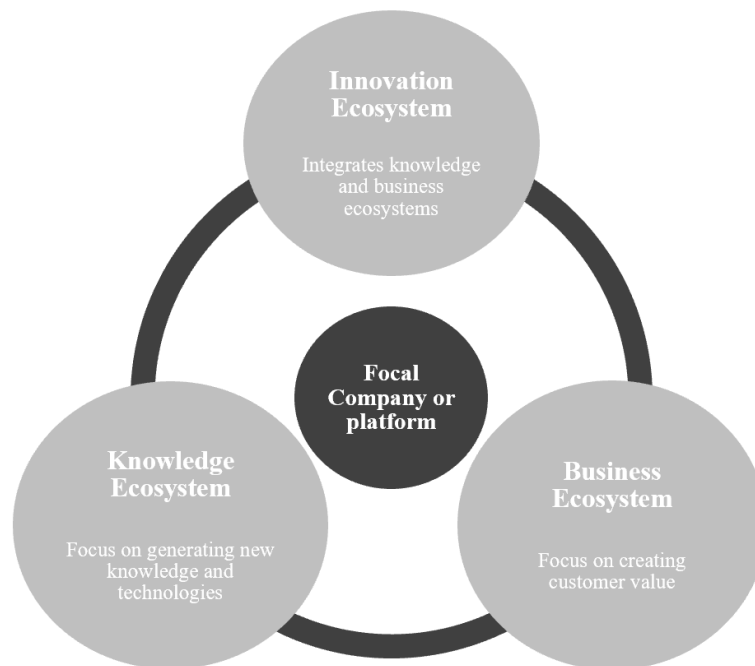 Innovation
Ecosystem
Integrates knowledge
and business
ecosystems
Focal
Company or
platform
Knowledge
Ecosystem
Focus on generating new
knowledge and
technologies
Business
Ecosystem
Focus on creating
customer value